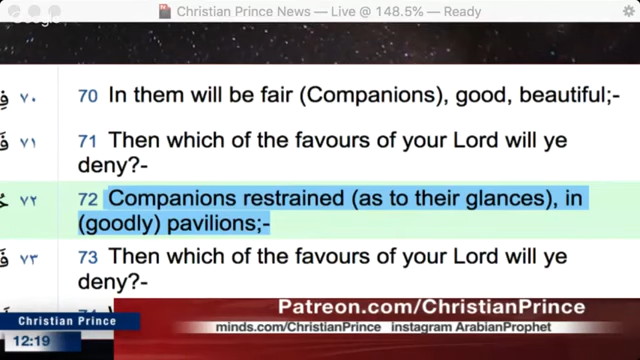 Christian Prince News — Live @ 148.5% — Ready
٧٠
70 In them will be fair (Companions), good, beautiful;-
٧١
71 Then which of the favours of your Lord will ye
deny?-
٧٢
72 Companions restrained (as to their glances), in
(goodly) pavilions;-
٧٣
73 Then which of the favours of your Lord will ye
deny?-
Patreon.com/ChristianPrince
Christian Prince
minds.com/ChristianPrince instagram ArabianProphet
12:19